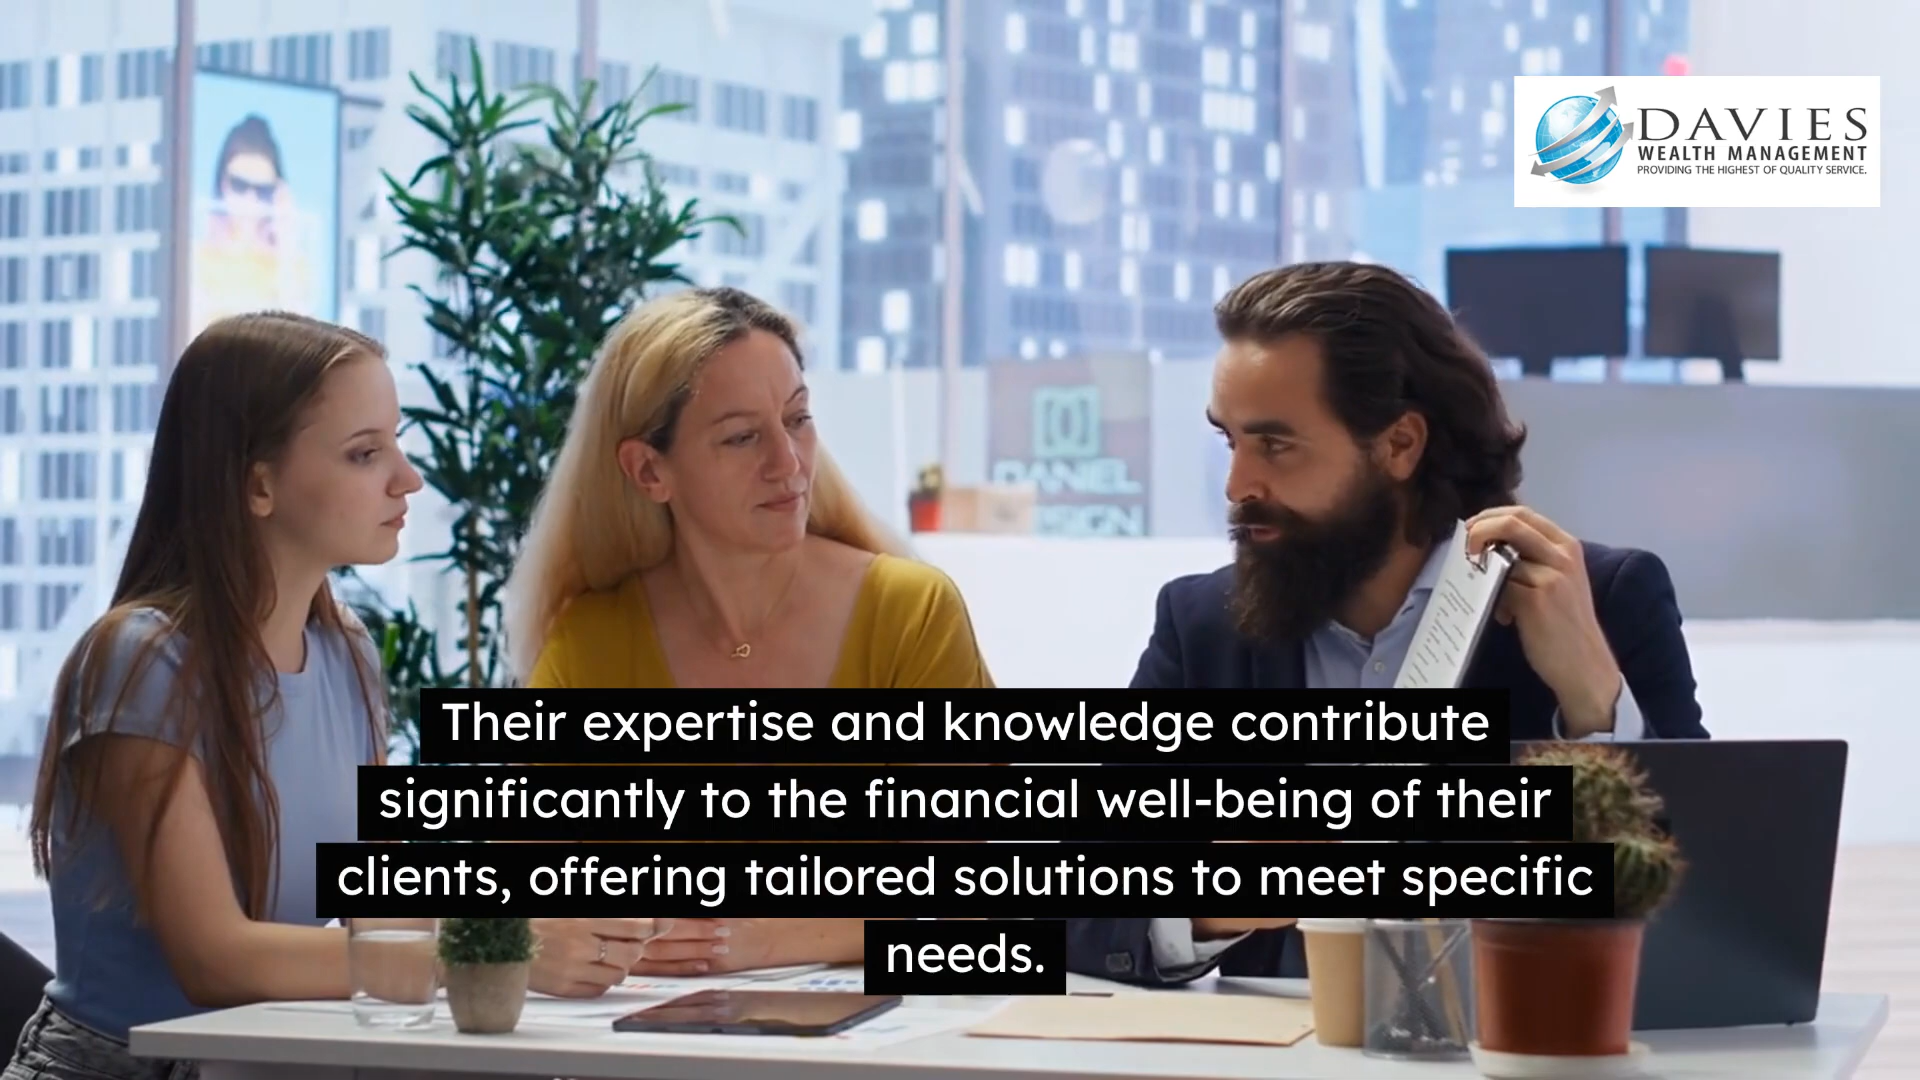 DAVIES
WEALTH MANAGEMENT
PROVIDING THE HIGHEST OF QUALITY SERVICE.
DANIEL
Their expertise and knowledge contribute
significantly to the financial well-being of their
clients, offering tailored solutions to meet specific
needs.